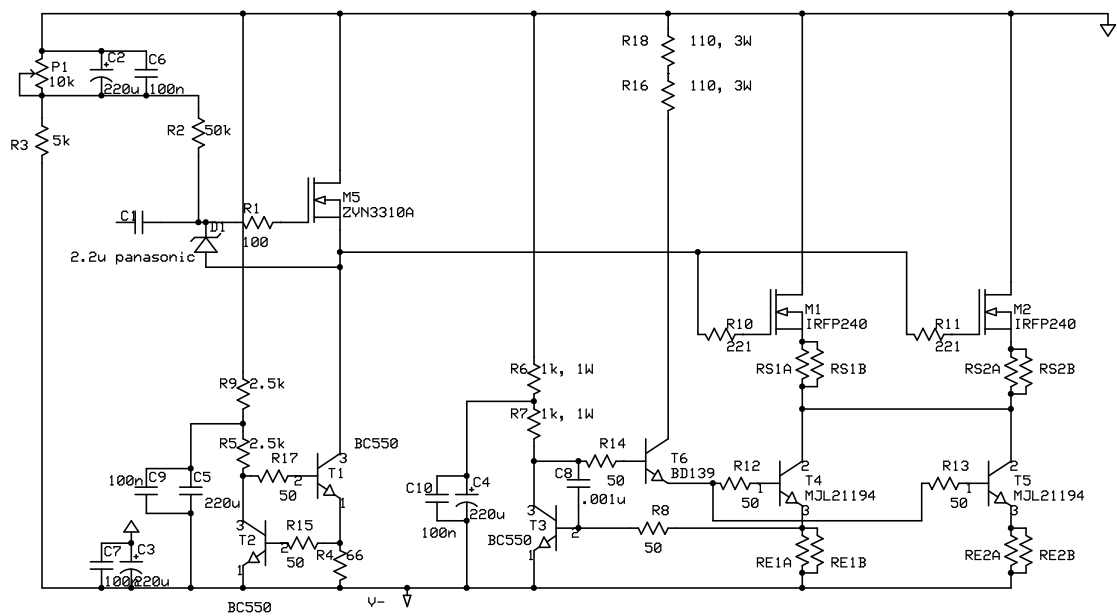 R18 110, 3W
P1 C2 C6
10k
220u 100n
R16 110, 3W
R2 50k
R3 5k
M5
ZVN3310A
C1 R1
D1
100
2.2u panasonic
M1 M2
IRFP240 IRFP240
R10 R11
221 221
RS1A RS1B RS2A RS2B
R6 1k, 1W
R9 2.5k
R7 1k, 1W
R5 2.5k BC550 3
R17 R14
T6 2 2
100n C9 C5 2 T1 C8 BD139 R12 T4 R13 T5
50 50
C10 C4 50 1 MJL21194 50 1 MJL21194
220u .001u
1 3 3
100n 220u 3 T3 R8
3 R15
T2 2 BC550 2 50
C7 C3 50 R4 66 RE1A RE1B RE2A RE2B
1 1
100n 220u
Y-
BC550